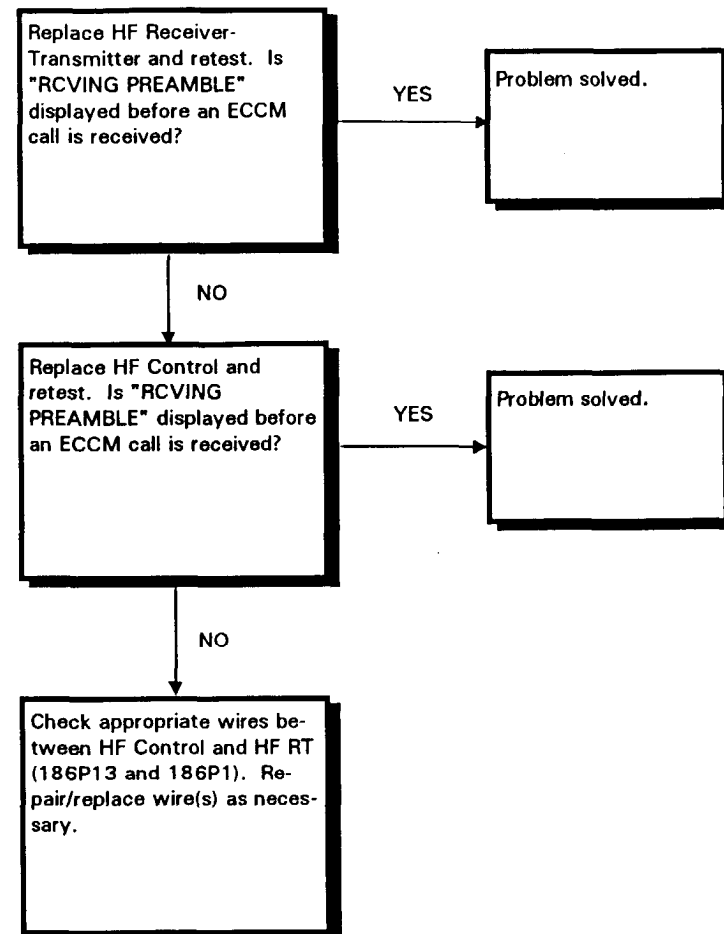 Replace HF Receiver-
Transmitter and retest. Is
"RCVING PREAMBLE"
displayed before an ECCM
call is received?
YES
Problem solved.
NO
Replace HF Control and
retest. Is "RCVING
PREAMBLE" displayed before
an ECCM call is received?
YES
Problem solved.
NO
Check appropriate wires be-
tween HF Control and HF RT
(186P13 and 186P1). Re-
pair/replace wire(s) as neces-
sary.